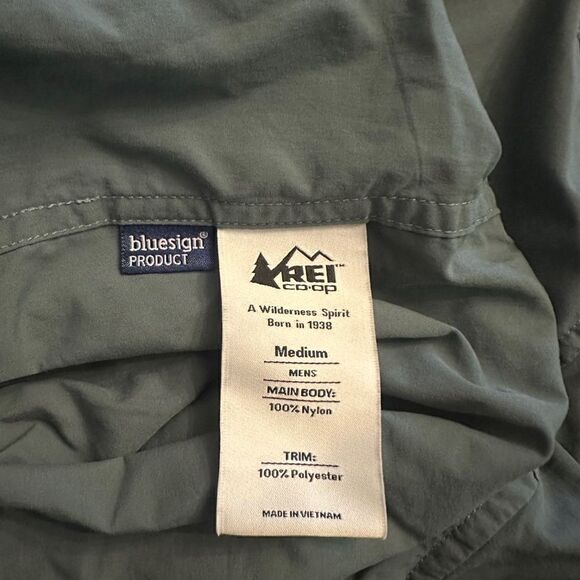 bluesign®
PRODUCT
REI™
co·op
A Wilderness Spirit
Born in 1938
Medium
MENS
MAIN BODY:
100% Nylon
TRIM:
100% Polyester
MADE IN VIETNAM